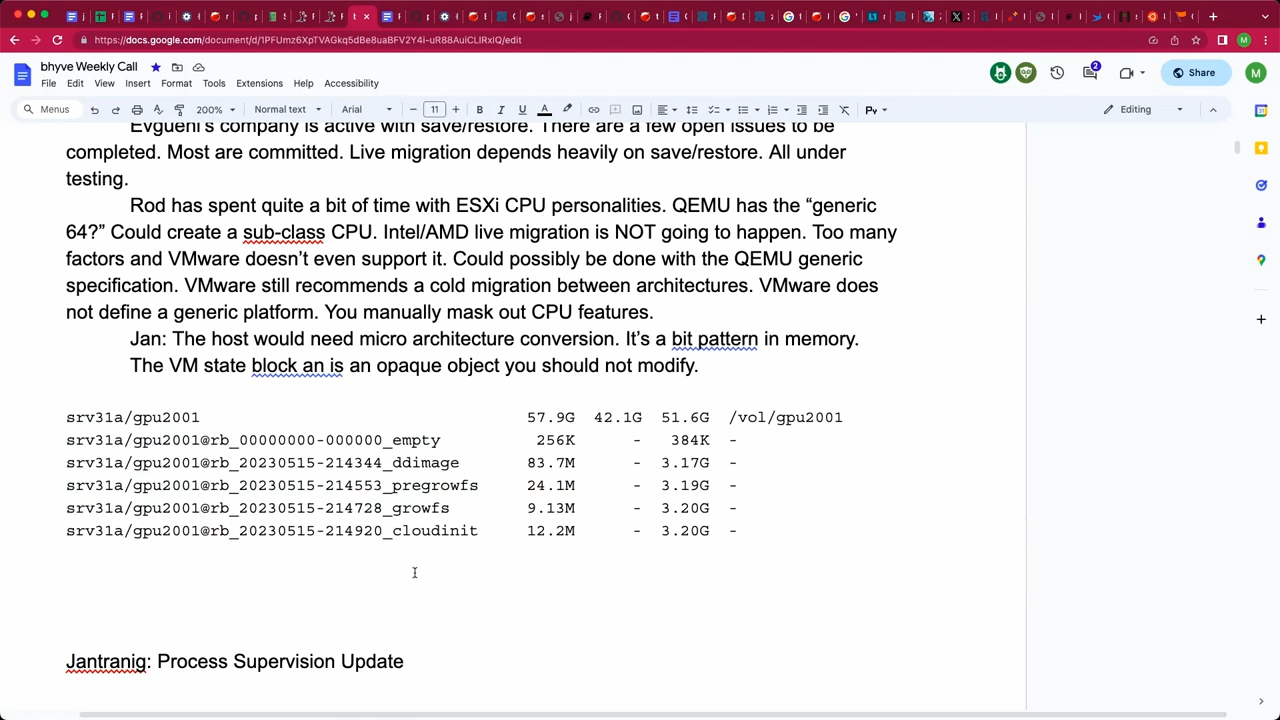 https://docs.google.com/document/d/1PFUmz6XpTVAGkq5dBe8uaBFV2Y4i-uR88AuiCLIRxIQ/edit
bhyve Weekly Call
File Edit View Insert Format Tools Extensions Help Accessibility
2
Share
M
Menus
200%
Normal text
Arial
11
Editing
Evgueni's company is active with save/restore. There are a few open issues to be
completed. Most are committed. Live migration depends heavily on save/restore. All under
testing.
Rod has spent quite a bit of time with ESXi CPU personalities. QEMU has the “generic
64?” Could create a sub-class CPU. Intel/AMD live migration is NOT going to happen. Too many
factors and VMware doesn't even support it. Could possibly be done with the QEMU generic
specification. VMware still recommends a cold migration between architectures. VMware does
not define a generic platform. You manually mask out CPU features.
Jan: The host would need micro architecture conversion. It's a bit pattern in memory.
The VM state block an is an opaque object you should not modify.
srv31a/gpu2001 57.9G 42.1G 51.6G /vol/gpu2001
srv31a/gpu2001@rb_00000000-000000_empty 256K - 384K -
srv31a/gpu2001@rb_20230515-214344_ddimage 83.7M - 3.17G -
srv31a/gpu2001@rb_20230515-214553_pregrowfs 24.1M - 3.19G -
srv31a/gpu2001@rb_20230515-214728_growfs 9.13M - 3.20G -
srv31a/gpu2001@rb_20230515-214920_cloudinit 12.2M - 3.20G -
Jantranig: Process Supervision Update